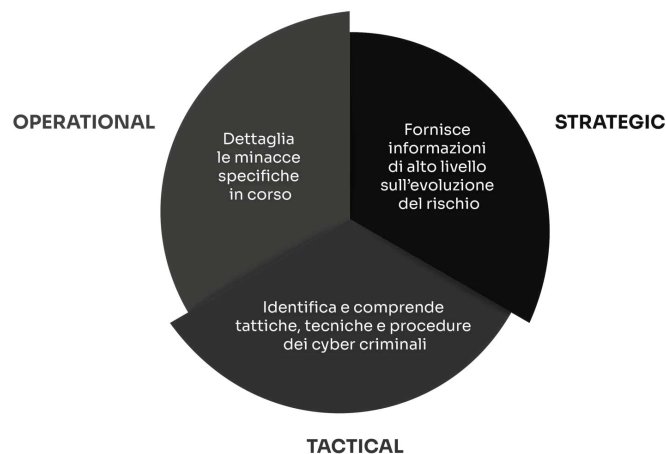 OPERATIONAL
Dettaglia
le minacce
specifiche
in corso
STRATEGIC
Fornisce
informazioni
di alto livello
sull'evoluzione
del rischio
Identifica e comprende
tattiche, tecniche e procedure
dei cyber criminali
TACTICAL